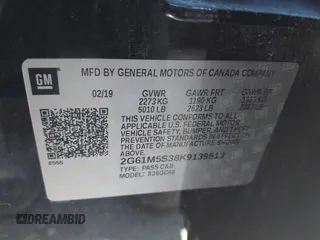 GM
MFD BY GENERAL MOTORS OF CANADA COMPANY
02/19 GVWR GAWR FRT GAWR RR
2273 KG 1190 KG
5010 LB 2623 LB
THIS VEHICLE CONFORMS TO ALL
APPLICABLE U.S. FEDERAL MOTOR
VEHICLE SAFETY, BUMPER, AND THEFT
PREVENTION STANDARDS IN EFFECT ON
THE DATE OF MANUFACTURE SHOWN ABOVE.
2G61M5S38K9139513
TYPE: PASS CAR
MODEL:
DREAMBID